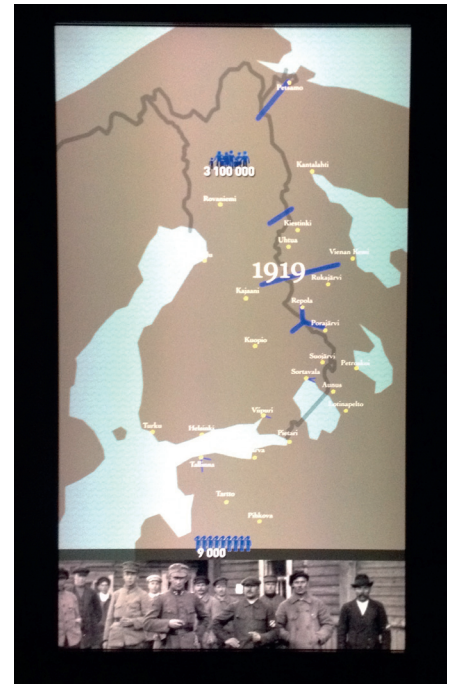 Petsamo
3 100 000
Kantalahti
Rovaniemi
Kiestinki
Uhtua
Vienan Kemi
1919
Rukajärvi
Kajaani
Repola
Porajärvi
Kuopio
Suojärvi
Petroskoi
Sortavala
Aunus
Viipuri
Turku
Helsinki
Pietari
Tallinna
Tartto
Pihkova
9 000